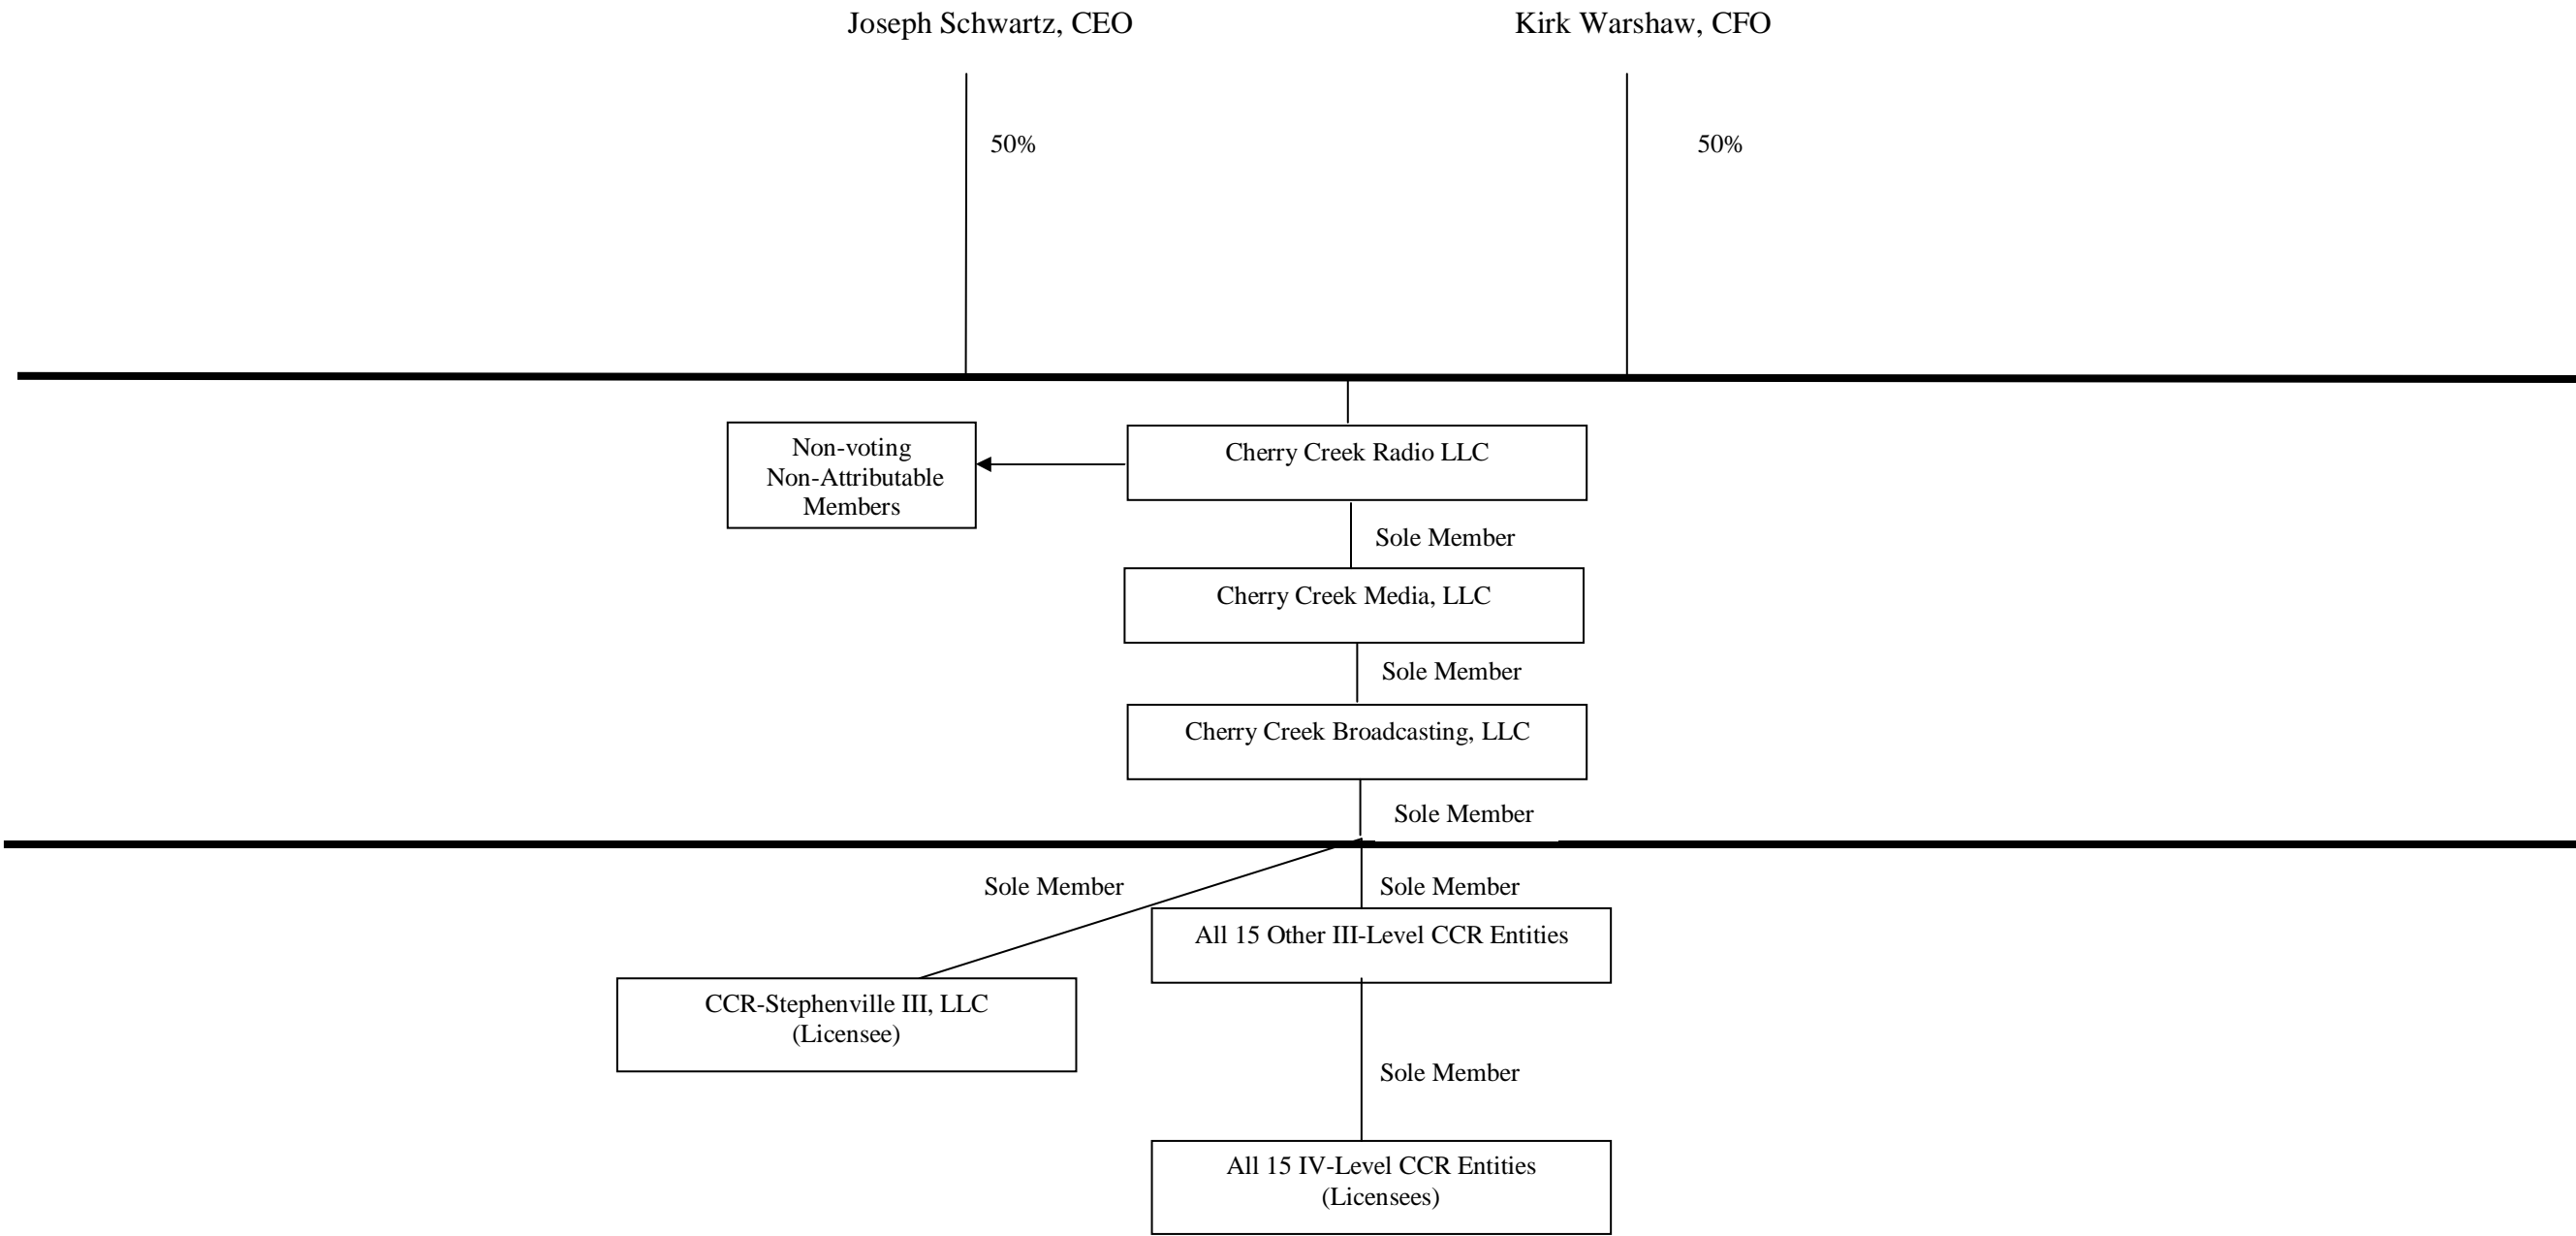 Joseph Schwartz, CEO
Kirk Warshaw, CFO
50%
50%
Non-voting
Non-Attributable
Members
Cherry Creek Radio LLC
Sole Member
Cherry Creek Media, LLC
Sole Member
Cherry Creek Broadcasting, LLC
Sole Member
Sole Member
Sole Member
All 15 Other III-Level CCR Entities
CCR-Stephenville III, LLC
(Licensee)
Sole Member
All 15 IV-Level CCR Entities
(Licensees)